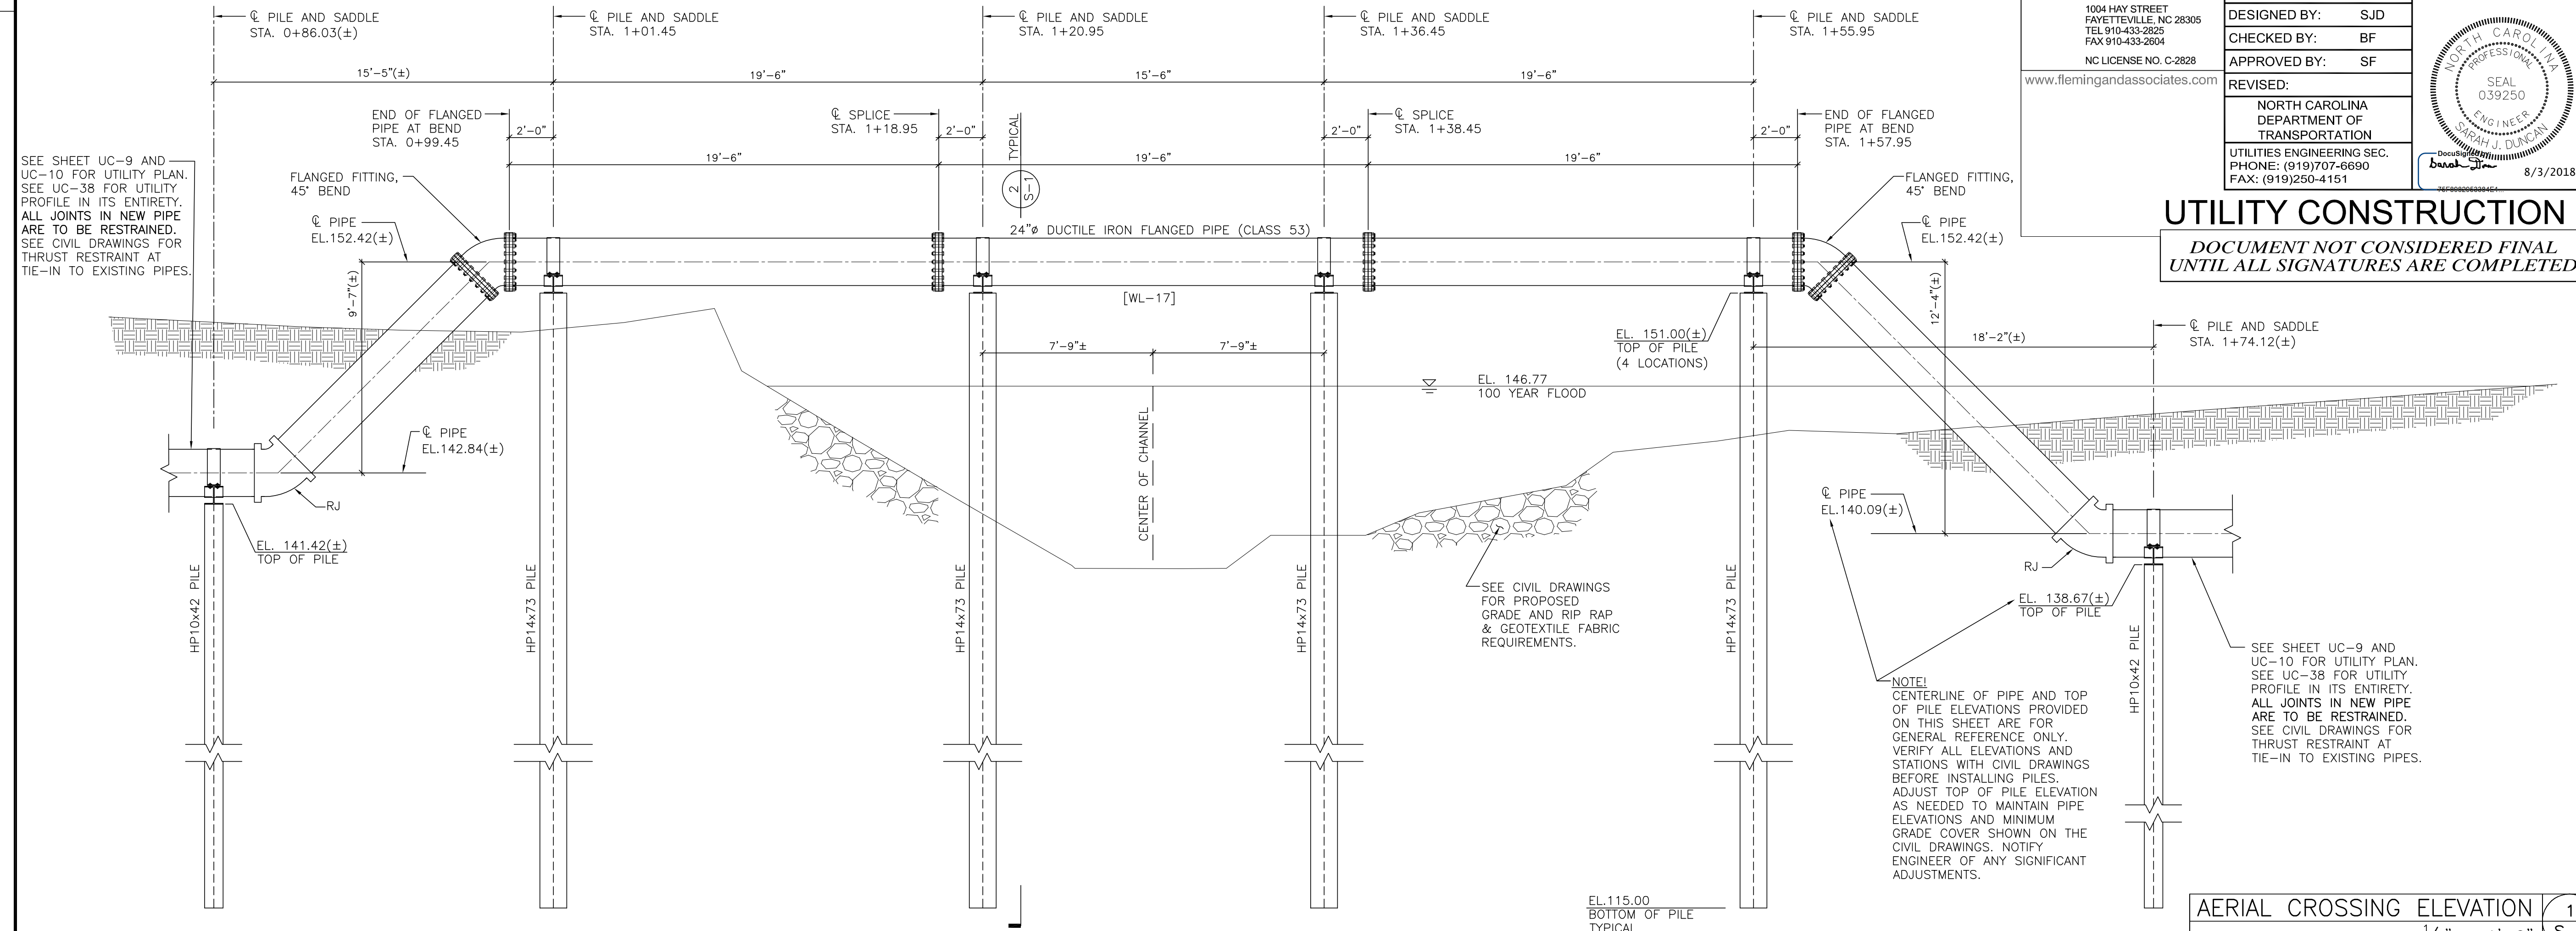 ℄ PILE AND SADDLE
STA. 0+86.03(±)
℄ PILE AND SADDLE
STA. 1+01.45
℄ PILE AND SADDLE
STA. 1+20.95
℄ PILE AND SADDLE
STA. 1+36.45
℄ PILE AND SADDLE
STA. 1+55.95
15'-5"(±)
19'-6"
15'-6"
19'-6"
1004 HAY STREET
FAYETTEVILLE, NC 28305
TEL 910-433-2825
FAX 910-433-2604
NC LICENSE NO. C-2828
www.flemingandassociates.com
DESIGNED BY: SJD
CHECKED BY: BF
APPROVED BY: SF
REVISED:
NORTH CAROLINA
DEPARTMENT OF
TRANSPORTATION
UTILITIES ENGINEERING SEC.
PHONE: (919)707-6690
FAX: (919)250-4151
NORTH CAROLINA
PROFESSIONAL
SEAL
039250
ENGINEER
SARAH J. DUNCAN
8/3/2018
UTILITY CONSTRUCTION
DOCUMENT NOT CONSIDERED FINAL
UNTIL ALL SIGNATURES ARE COMPLETED
END OF FLANGED
PIPE AT BEND
STA. 0+99.45
2'-0"
℄ SPLICE
STA. 1+18.95
2'-0"
TYPICAL
2
S-1
2'-0"
℄ SPLICE
STA. 1+38.45
2'-0"
END OF FLANGED
PIPE AT BEND
STA. 1+57.95
19'-6"
19'-6"
19'-6"
SEE SHEET UC-9 AND
UC-10 FOR UTILITY PLAN.
SEE UC-38 FOR UTILITY
PROFILE IN ITS ENTIRETY.
ALL JOINTS IN NEW PIPE
ARE TO BE RESTRAINED.
SEE CIVIL DRAWINGS FOR
THRUST RESTRAINT AT
TIE-IN TO EXISTING PIPES.
FLANGED FITTING,
45° BEND
℄ PIPE
EL.152.42(±)
9'-7"(±)
24"ø DUCTILE IRON FLANGED PIPE (CLASS 53)
[WL-17]
FLANGED FITTING,
45° BEND
℄ PIPE
EL.152.42(±)
12'-4"(±)
EL. 151.00(±)
TOP OF PILE
(4 LOCATIONS)
18'-2"(±)
℄ PILE AND SADDLE
STA. 1+74.12(±)
7'-9"±
7'-9"±
EL. 146.77
100 YEAR FLOOD
CENTER OF CHANNEL
℄ PIPE
EL.142.84(±)
RJ
EL. 141.42(±)
TOP OF PILE
℄ PIPE
EL.140.09(±)
RJ
EL. 138.67(±)
TOP OF PILE
HP10x42 PILE
HP14x73 PILE
HP14x73 PILE
HP14x73 PILE
HP14x73 PILE
HP10x42 PILE
SEE CIVIL DRAWINGS
FOR PROPOSED
GRADE AND RIP RAP
& GEOTEXTILE FABRIC
REQUIREMENTS.
NOTE!
CENTERLINE OF PIPE AND TOP
OF PILE ELEVATIONS PROVIDED
ON THIS SHEET ARE FOR
GENERAL REFERENCE ONLY.
VERIFY ALL ELEVATIONS AND
STATIONS WITH CIVIL DRAWINGS
BEFORE INSTALLING PILES.
ADJUST TOP OF PILE ELEVATION
AS NEEDED TO MAINTAIN PIPE
ELEVATIONS AND MINIMUM
GRADE COVER SHOWN ON THE
CIVIL DRAWINGS. NOTIFY
ENGINEER OF ANY SIGNIFICANT
ADJUSTMENTS.
SEE SHEET UC-9 AND
UC-10 FOR UTILITY PLAN.
SEE UC-38 FOR UTILITY
PROFILE IN ITS ENTIRETY.
ALL JOINTS IN NEW PIPE
ARE TO BE RESTRAINED.
SEE CIVIL DRAWINGS FOR
THRUST RESTRAINT AT
TIE-IN TO EXISTING PIPES.
EL.115.00
BOTTOM OF PILE
TYPICAL
AERIAL CROSSING ELEVATION
1